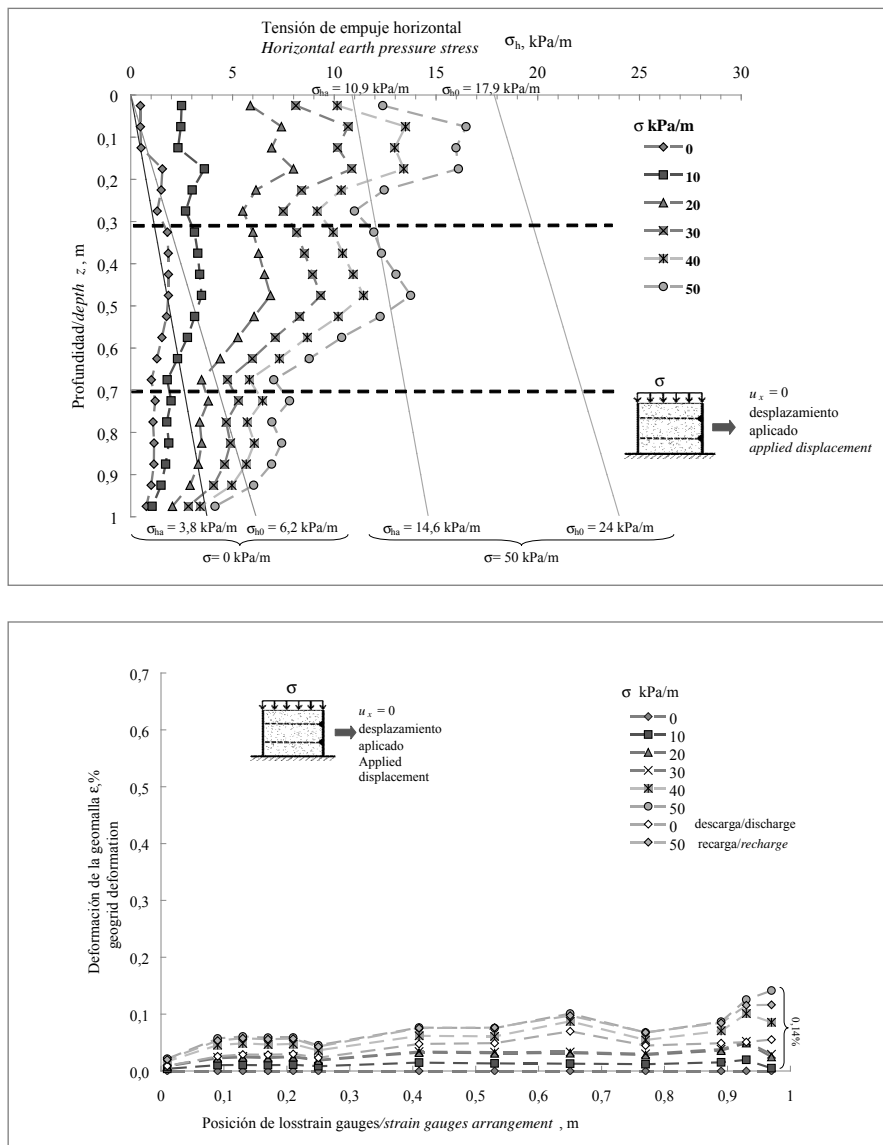 Tensión de empuje horizontal
Horizontal earth pressure stress
σh, kPa/m
0 5 10 15 20 25 30
σha = 10,9 kPa/m
σh0 = 17,9 kPa/m
Profundidad/depth z, m
0
0,1
0,2
0,3
0,4
0,5
0,6
0,7
0,8
0,9
1
σ kPa/m
0
10
20
30
40
50
σ
ux = 0
desplazamiento
aplicado
applied displacement
σha = 3,8 kPa/m
σh0 = 6,2 kPa/m
σha = 14,6 kPa/m
σh0 = 24 kPa/m
σ= 0 kPa/m
σ= 50 kPa/m
Deformación de la geomalla ε,%
geogrid deformation
0,7
0,6
0,5
0,4
0,3
0,2
0,1
0,0
σ
ux = 0
desplazamiento
aplicado
Applied
displacement
σ kPa/m
0
10
20
30
40
50
0 descarga/discharge
50 recarga/recharge
0,14%
0 0,1 0,2 0,3 0,4 0,5 0,6 0,7 0,8 0,9 1
Posición de losstrain gauges/strain gauges arrangement , m